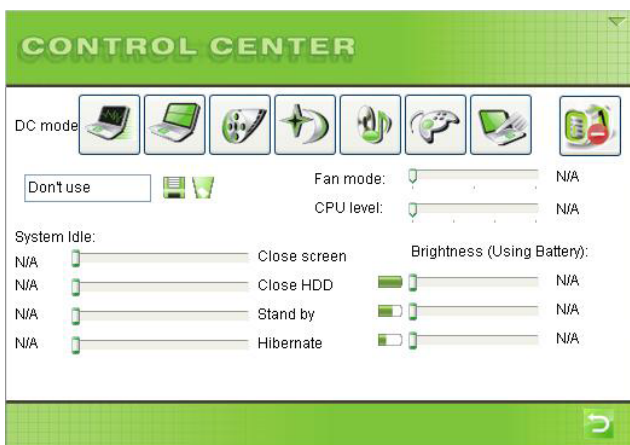 CONTROL CENTER
DC mode
Don't use
Fan mode: N/A
CPU level: N/A
System Idle:
N/A Close screen
N/A Close HDD
N/A Stand by
N/A Hibernate
Brightness (Using Battery):
N/A
N/A
N/A